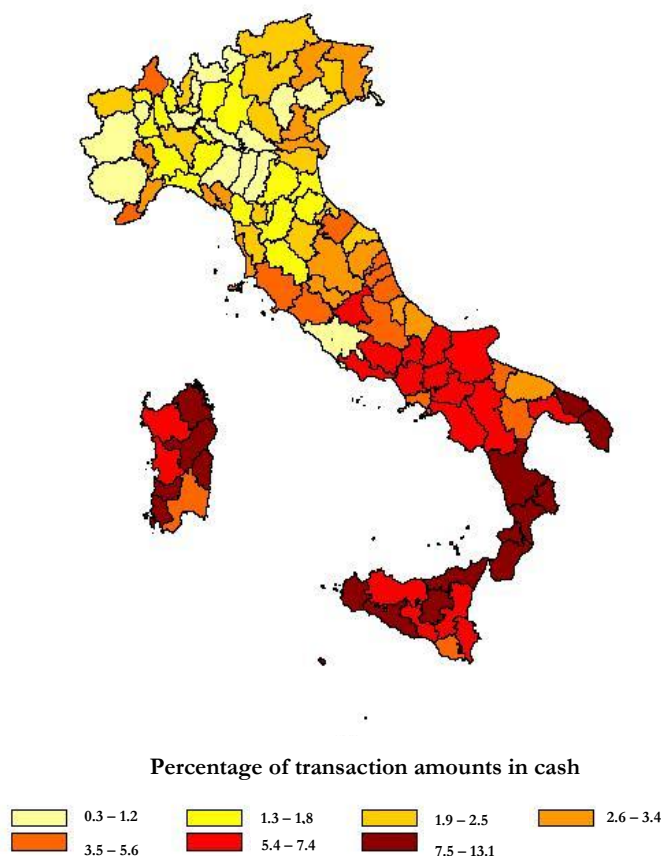 Percentage of transaction amounts in cash
0.3 – 1.2 1.3 – 1.8 1.9 – 2.5 2.6 – 3.4
3.5 – 5.6 5.4 – 7.4 7.5 – 13.1